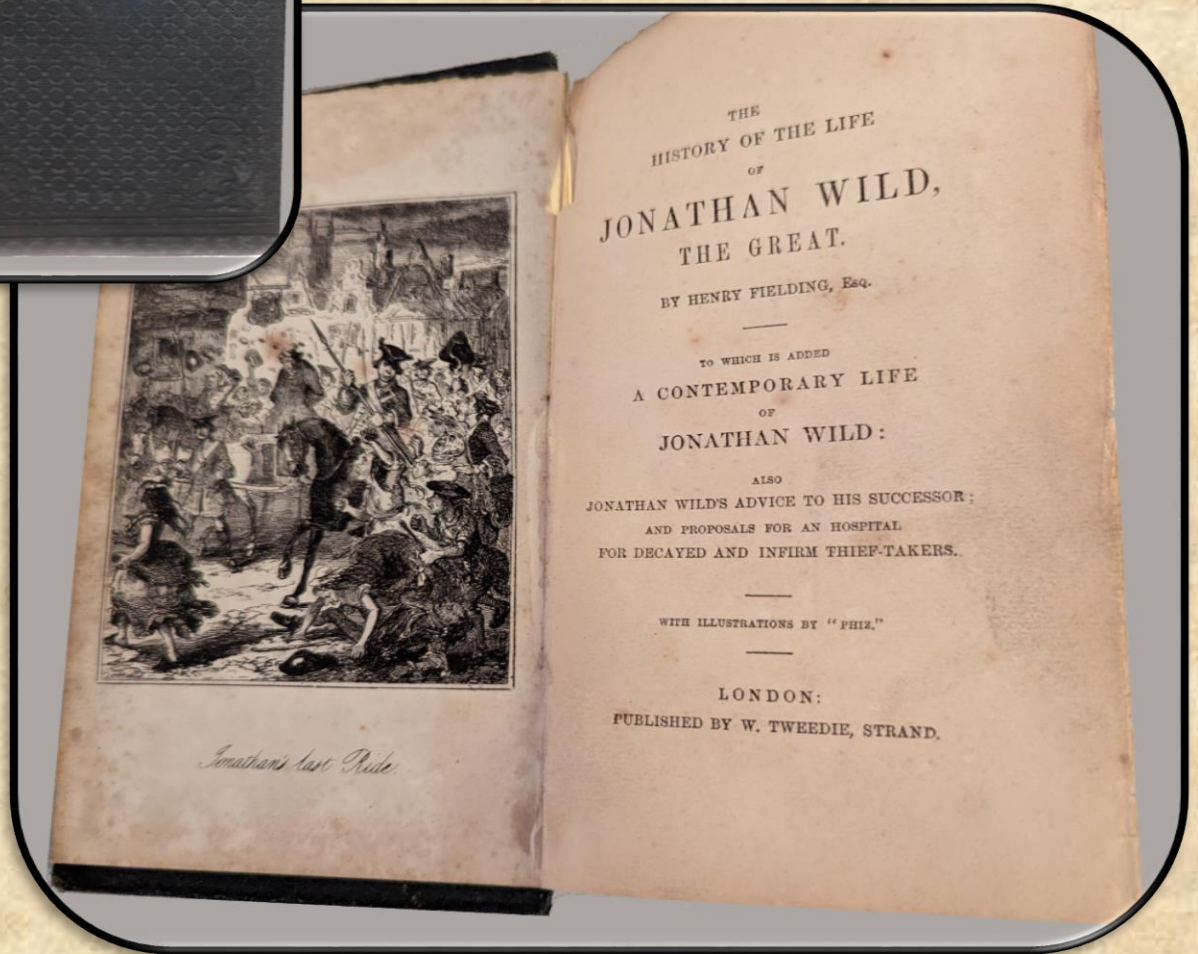 Jonathan's last Ride.
THE
HISTORY OF THE LIFE
OF
JONATHAN WILD,
THE GREAT.
BY HENRY FIELDING, Esq.
TO WHICH IS ADDED
A CONTEMPORARY LIFE
OF
JONATHAN WILD:
ALSO
JONATHAN WILD'S ADVICE TO HIS SUCCESSOR;
AND PROPOSALS FOR AN HOSPITAL
FOR DECAYED AND INFIRM THIEF-TAKERS.
WITH ILLUSTRATIONS BY "PHIZ."
LONDON:
PUBLISHED BY W. TWEEDIE, STRAND.